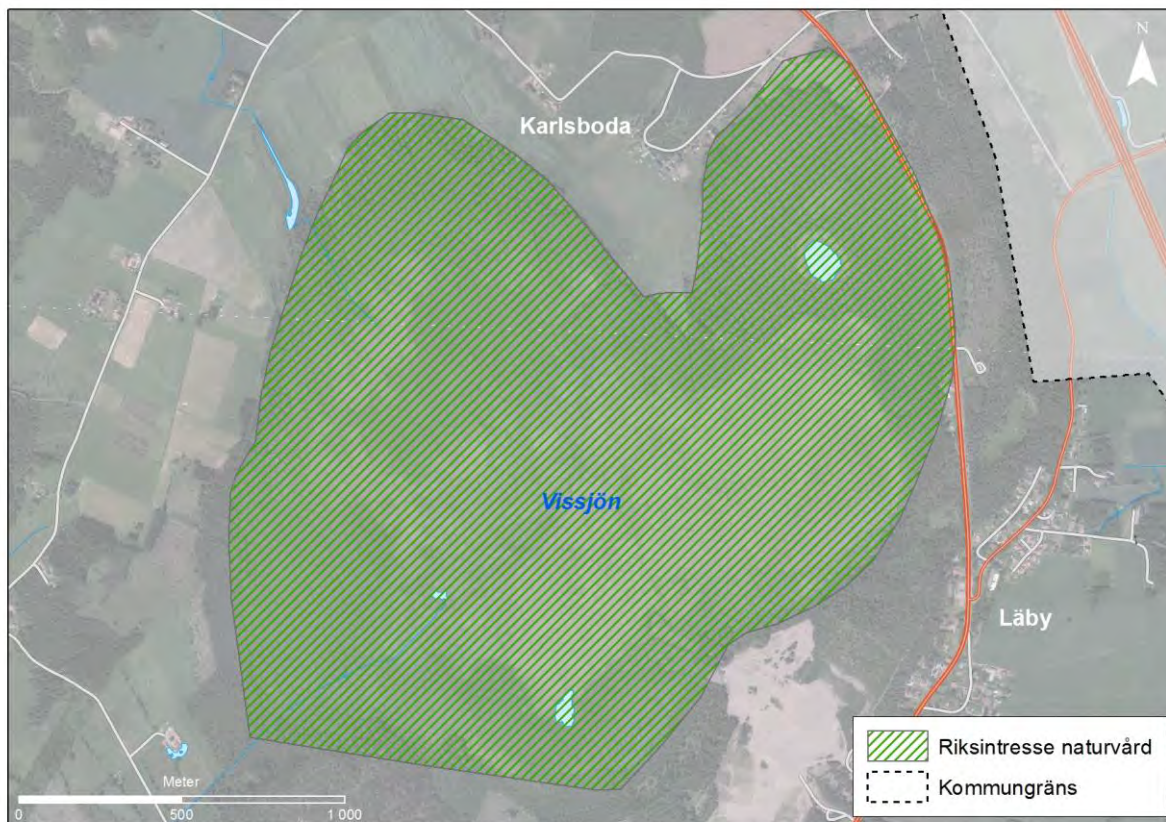 N
Karlsboda
Vissjön
Läby
Riksintresse naturvård
Kommungräns
Meter
0 500 1 000